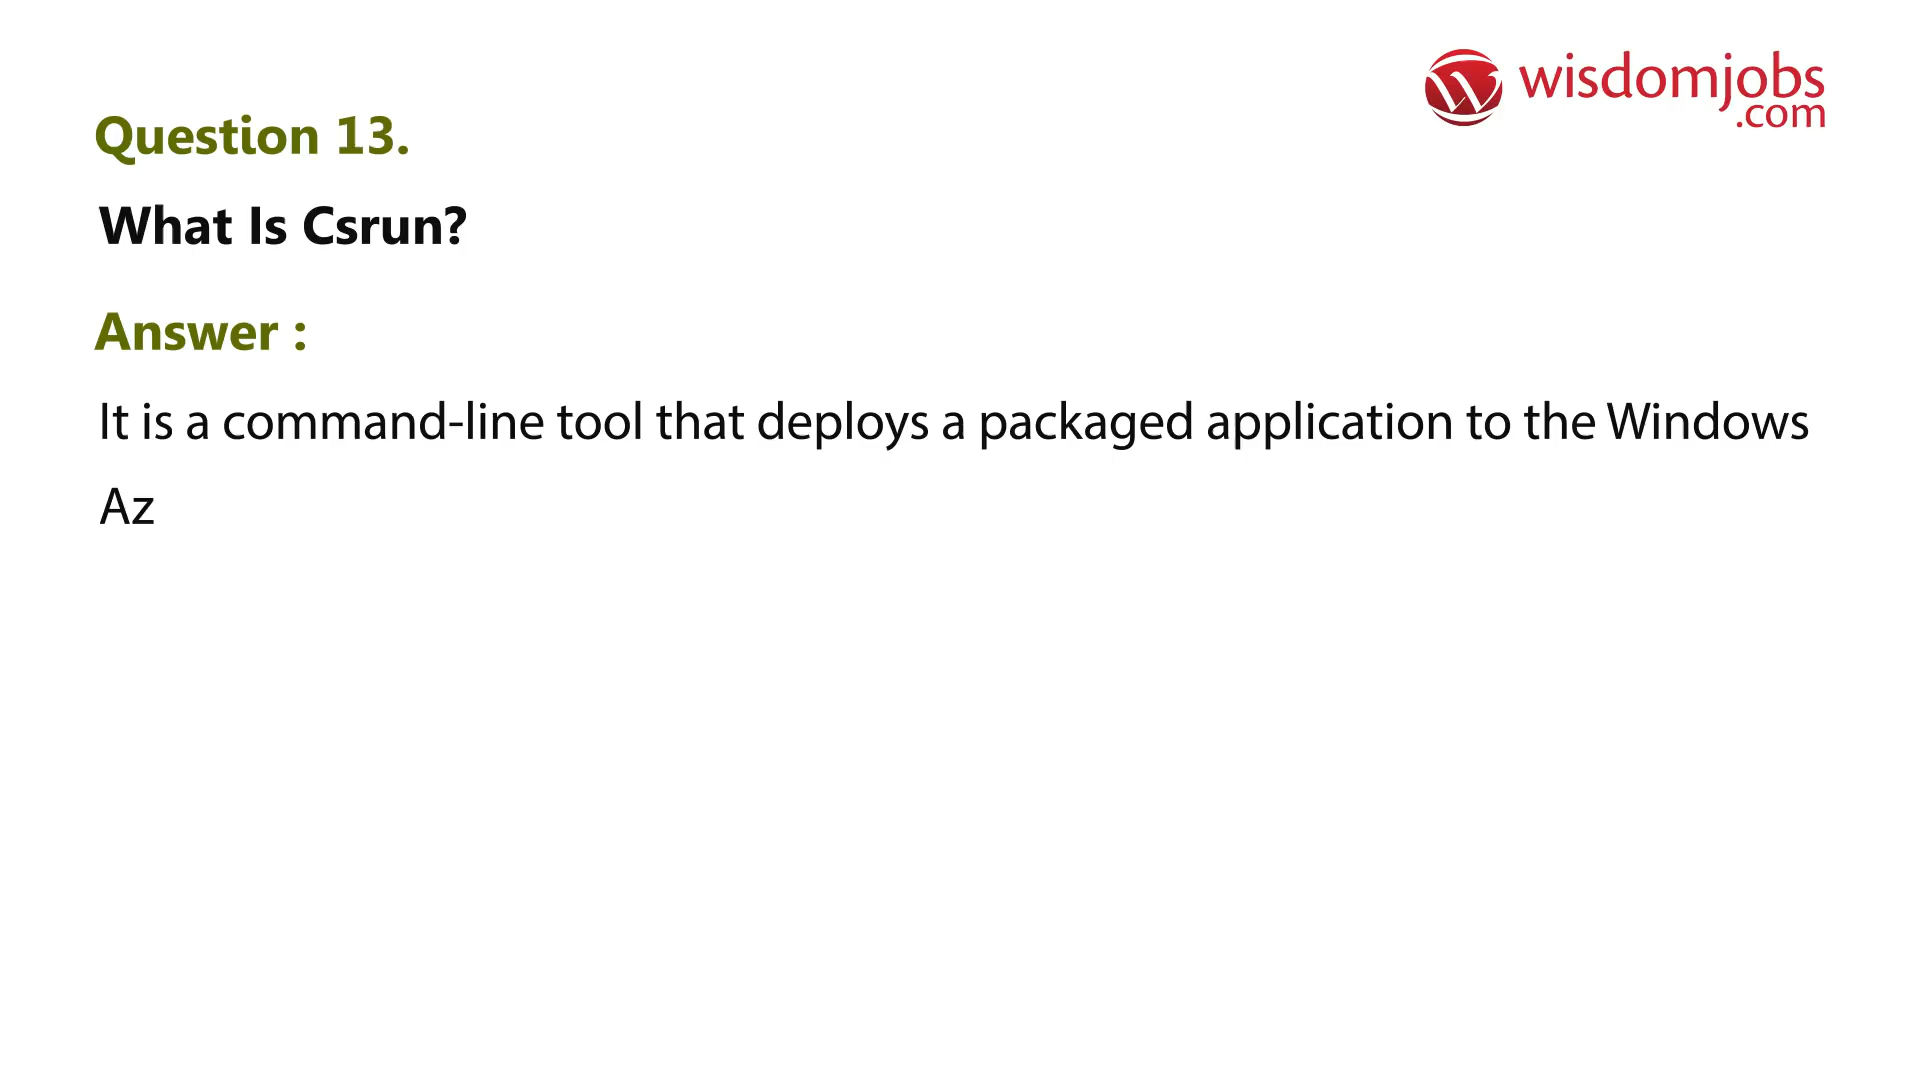 wisdomjobs
.com
Question 13.
What Is Csrun?
Answer :
It is a command-line tool that deploys a packaged application to the Windows
Az